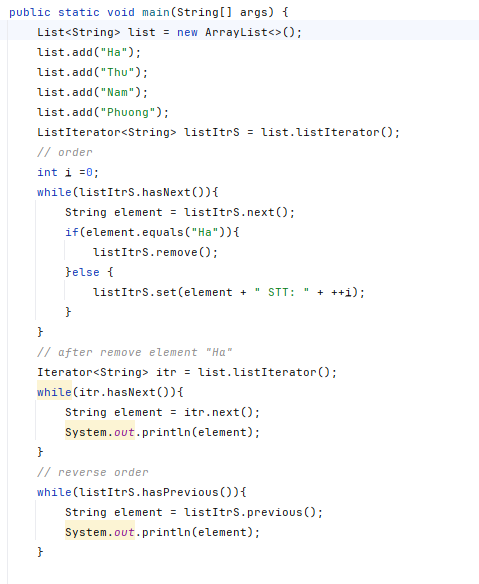 public static void main(String[] args) {
    List<String> list = new ArrayList<>();
    list.add("Ha");
    list.add("Thu");
    list.add("Nam");
    list.add("Phuong");
    ListIterator<String> listItrS = list.listIterator();
    // order
    int i =0;
    while(listItrS.hasNext()){
        String element = listItrS.next();
        if(element.equals("Ha")){
            listItrS.remove();
        }else {
            listItrS.set(element + " STT: " + ++i);
        }
    }
    // after remove element "Ha"
    Iterator<String> itr = list.listIterator();
    while(itr.hasNext()){
        String element = itr.next();
        System.out.println(element);
    }
    // reverse order
    while(listItrS.hasPrevious()){
        String element = listItrS.previous();
        System.out.println(element);
    }